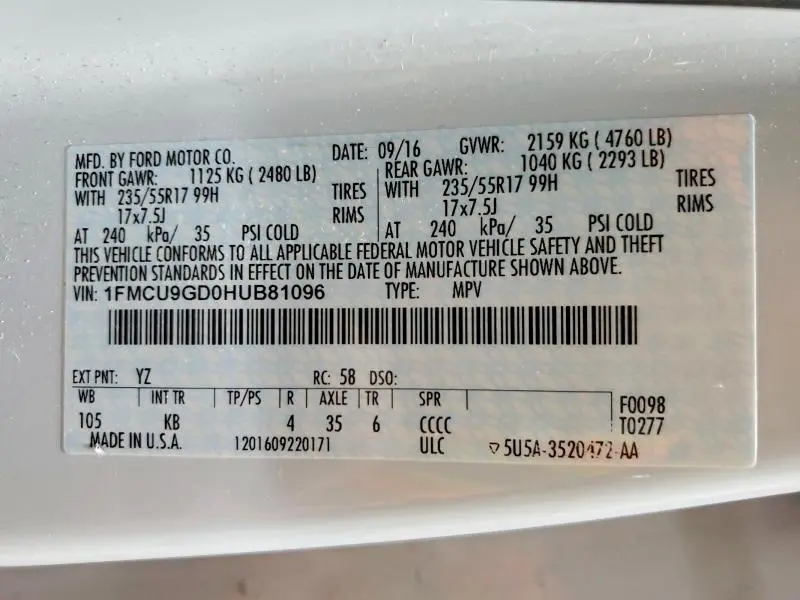 MFD. BY FORD MOTOR CO. DATE: 09/16 GVWR: 2159 KG ( 4760 LB)
FRONT GAWR: 1125 KG ( 2480 LB) REAR GAWR: 1040 KG ( 2293 LB)
WITH 235/55R17 99H TIRES WITH 235/55R17 99H TIRES
17x7.5J RIMS 17x7.5J RIMS
AT 240 kPa/ 35 PSI COLD AT 240 kPa/ 35 PSI COLD
THIS VEHICLE CONFORMS TO ALL APPLICABLE FEDERAL MOTOR VEHICLE SAFETY AND THEFT
PREVENTION STANDARDS IN EFFECT ON THE DATE OF MANUFACTURE SHOWN ABOVE.
VIN: 1FMCU9GD0HUB81096 TYPE: MPV
EXT PNT: YZ RC: 58 DSO:
WB INT TR TP/PS R AXLE TR SPR F0098
105 KB 4 35 6 CCCC T0277
MADE IN U.S.A. 1201609220171 ULC ▽5U5A-3520472-AA